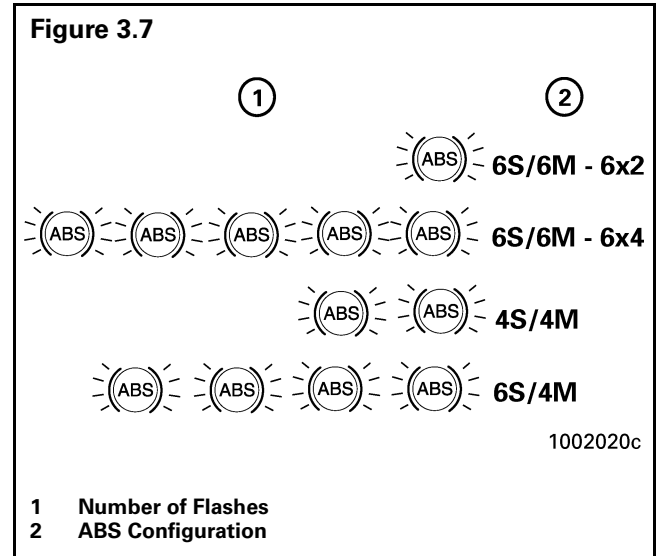 Figure 3.7
1 2
ABS 6S/6M - 6x2
ABS ABS ABS ABS ABS 6S/6M - 6x4
ABS ABS 4S/4M
ABS ABS ABS ABS 6S/4M
1002020c
1 Number of Flashes
2 ABS Configuration